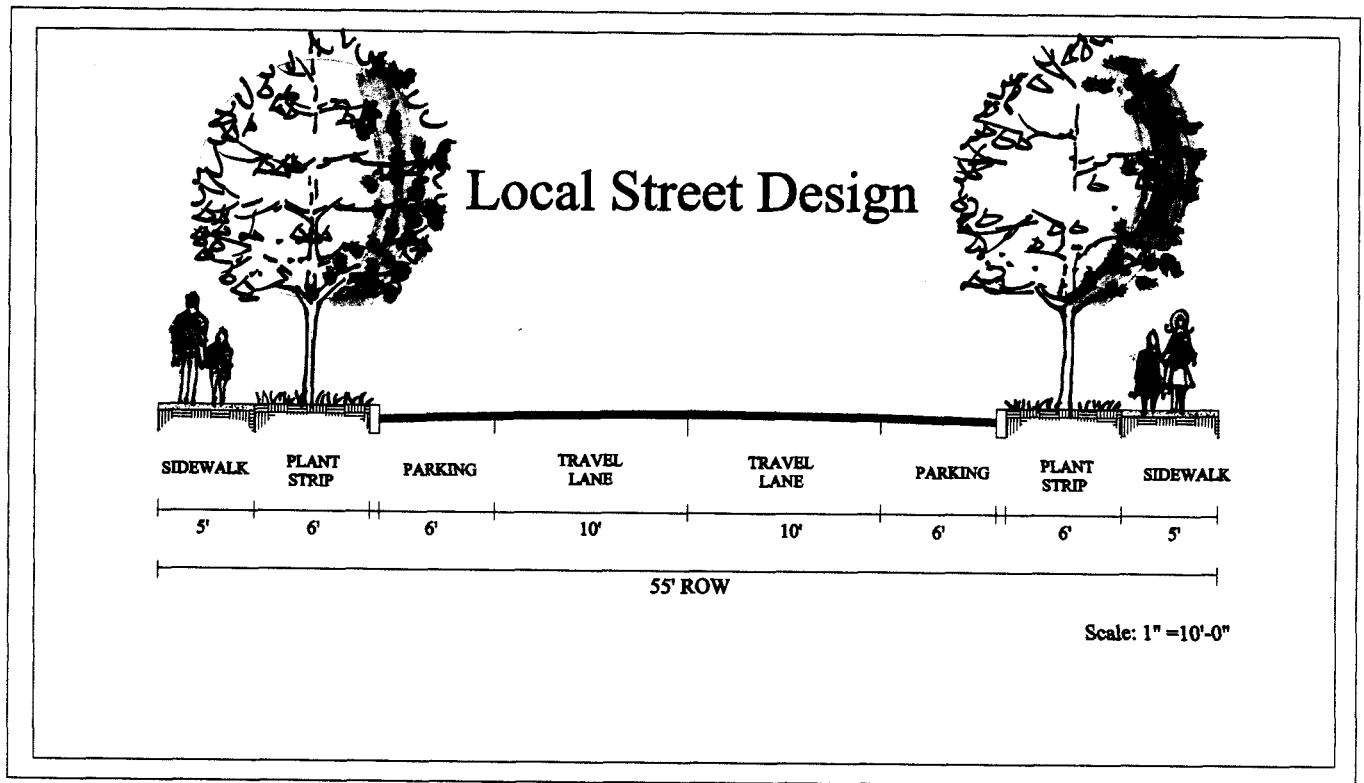 Local Street Design
SIDEWALK
PLANT
STRIP
PARKING
TRAVEL
LANE
TRAVEL
LANE
PARKING
PLANT
STRIP
SIDEWALK
5' 6' 6' 10' 10' 6' 6' 5'
55' ROW
Scale: 1" =10'-0"